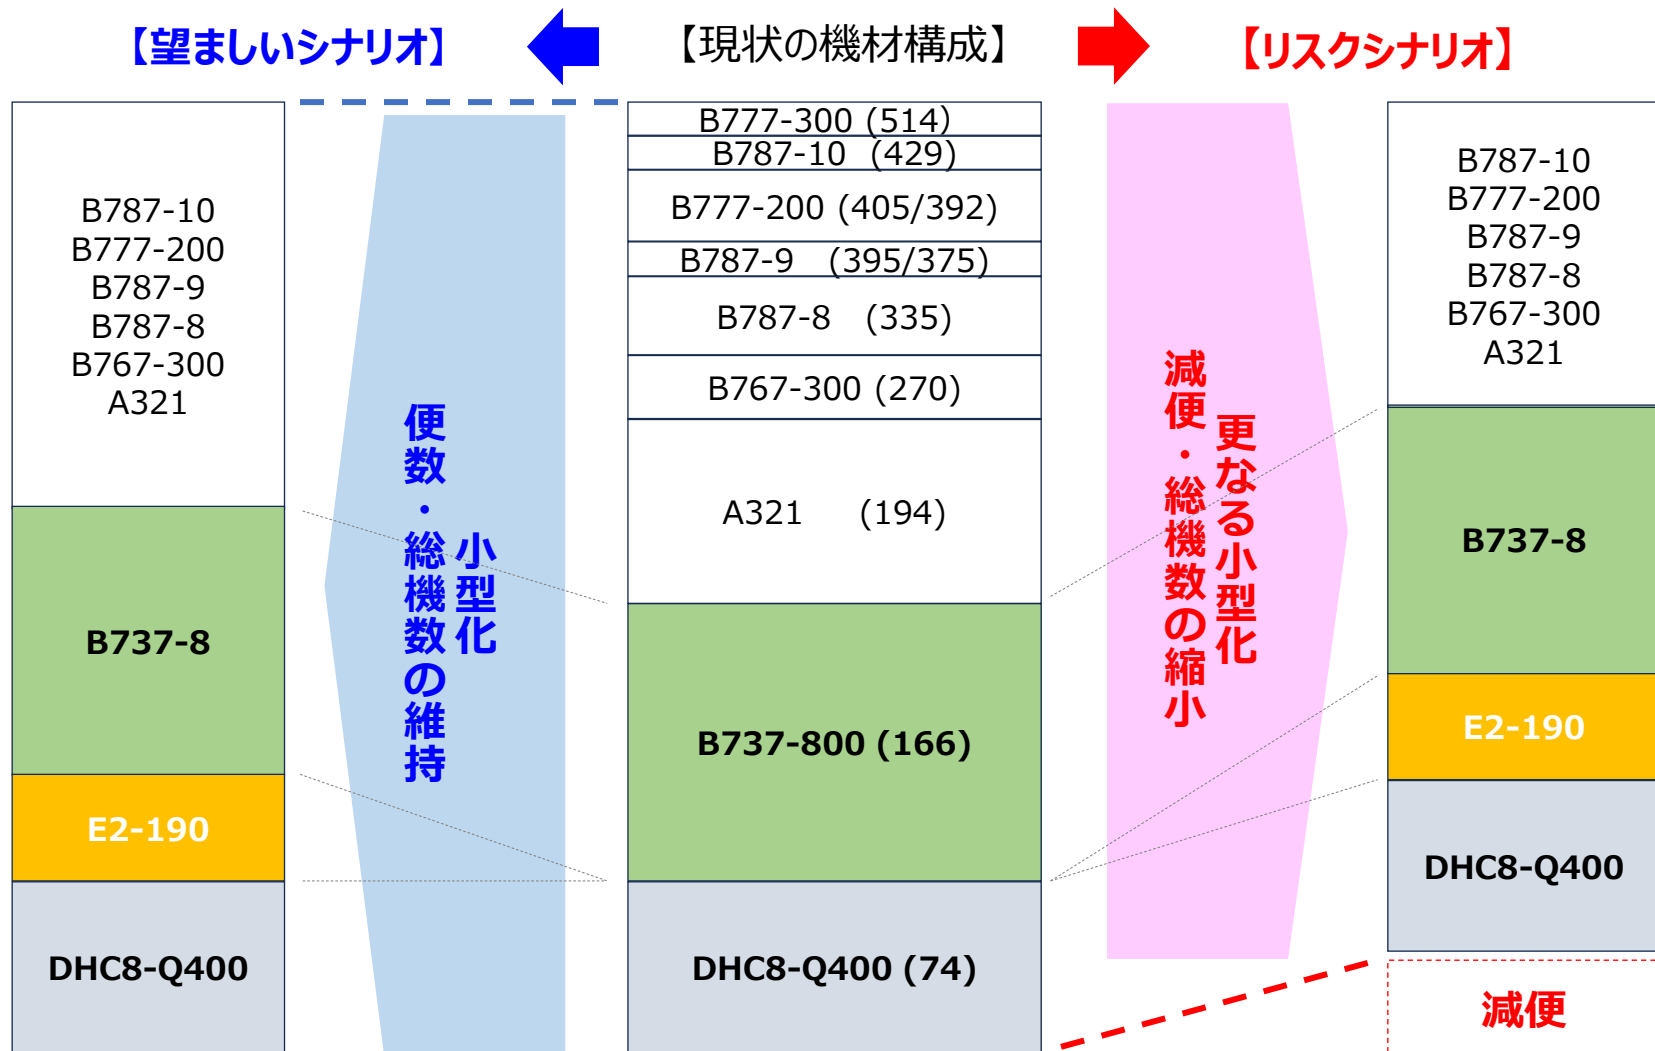 【望ましいシナリオ】
【現状の機材構成】
【リスクシナリオ】
B787-10
B777-200
B787-9
B787-8
B767-300
A321
B737-8
E2-190
DHC8-Q400
小型化
便数・総機数の維持
B777-300 (514)
B787-10 (429)
B777-200 (405/392)
B787-9 (395/375)
B787-8 (335)
B767-300 (270)
A321 (194)
B737-800 (166)
DHC8-Q400 (74)
更なる小型化
減便・総機数の縮小
B787-10
B777-200
B787-9
B787-8
B767-300
A321
B737-8
E2-190
DHC8-Q400
減便